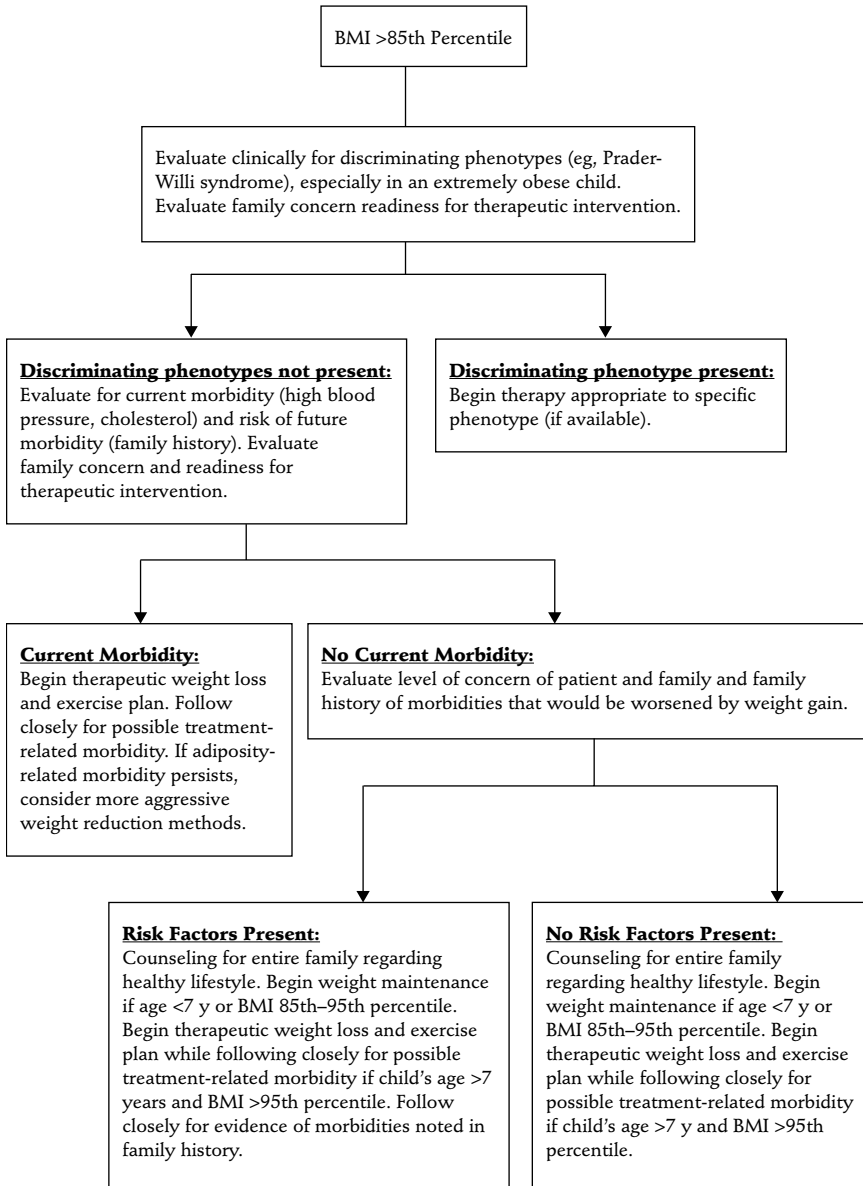 BMI >85th Percentile
Evaluate clinically for discriminating phenotypes (eg, Prader-
Willi syndrome), especially in an extremely obese child.
Evaluate family concern readiness for therapeutic intervention.
Discriminating phenotypes not present:
Evaluate for current morbidity (high blood
pressure, cholesterol) and risk of future
morbidity (family history). Evaluate
family concern and readiness for
therapeutic intervention.
Discriminating phenotype present:
Begin therapy appropriate to specific
phenotype (if available).
Current Morbidity:
Begin therapeutic weight loss
and exercise plan. Follow
closely for possible treatment-
related morbidity. If adiposity-
related morbidity persists,
consider more aggressive
weight reduction methods.
No Current Morbidity:
Evaluate level of concern of patient and family and family
history of morbidities that would be worsened by weight gain.
Risk Factors Present:
Counseling for entire family regarding
healthy lifestyle. Begin weight maintenance
if age <7 y or BMI 85th–95th percentile.
Begin therapeutic weight loss and exercise
plan while following closely for possible
treatment-related morbidity if child’s age >7
years and BMI >95th percentile. Follow
closely for evidence of morbidities noted in
family history.
No Risk Factors Present:
Counseling for entire family
regarding healthy lifestyle. Begin
weight maintenance if age <7 y or
BMI 85th–95th percentile. Begin
therapeutic weight loss and exercise
plan while following closely for
possible treatment-related morbidity
if child’s age >7 y and BMI >95th
percentile.